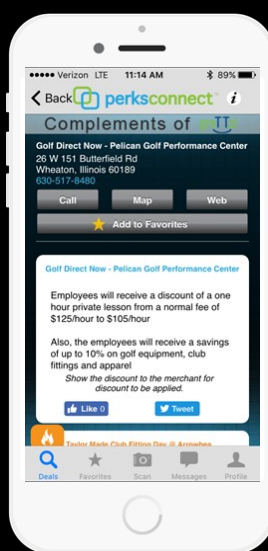 Verizon LTE 11:14 AM 89%
Back perksconnect i
Complements of
Golf Direct Now - Pelican Golf Performance Center
26 W 151 Butterfield Rd
Wheaton, Illinois 60189
630-517-8480
Call Map Web
Add to Favorites
Golf Direct Now - Pelican Golf Performance Center
Employees will receive a discount of a one
hour private lesson from a normal fee of
$125/hour to $105/hour
Also, the employees will receive a savings
of up to 10% on golf equipment, club
fittings and apparel
Show the discount to the merchant for
discount to be applied.
Like 0 Tweet
Taylor Made Club Fitting Day @ Arrowhea
Deals Favorites Scan Messages Profile